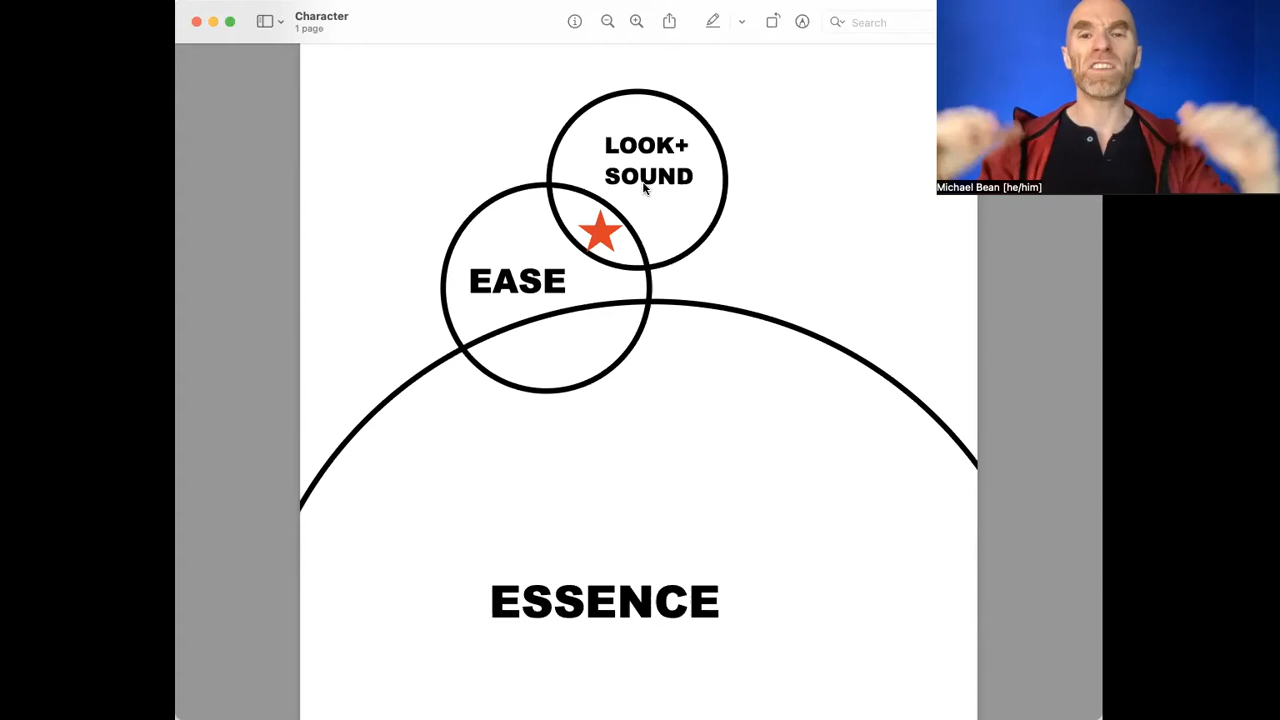 Character
1 page
Search
LOOK+
SOUND
EASE
ESSENCE
Michael Bean [he/him]